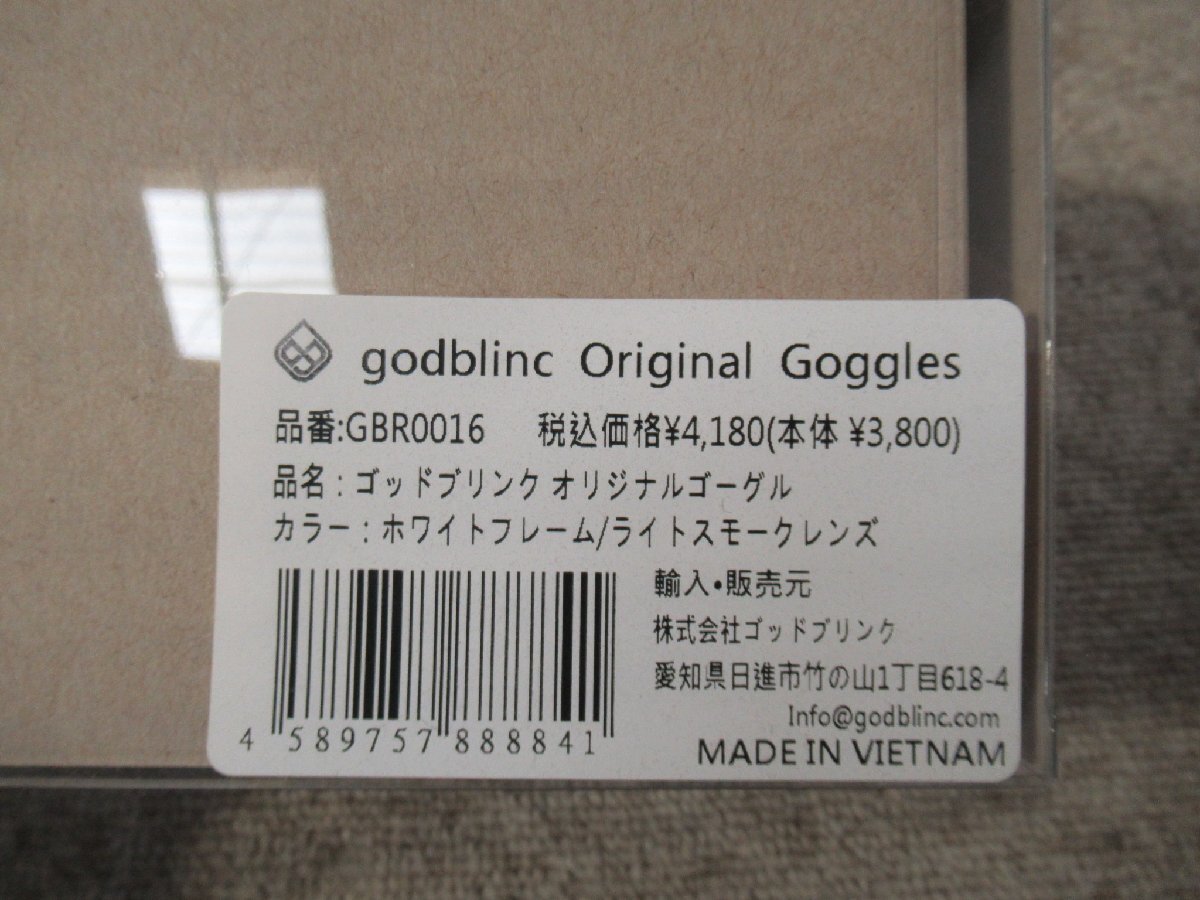 godblinc Original Goggles
品番:GBR0016 税込価格¥4,180(本体 ¥3,800)
品名：ゴッドブリンク オリジナルゴーグル
カラー：ホワイトフレーム/ライトスモークレンズ
輸入・販売元
株式会社ゴッドブリンク
愛知県日進市竹の山1丁目618-4
Info@godblinc.com
MADE IN VIETNAM
4 589757 888841